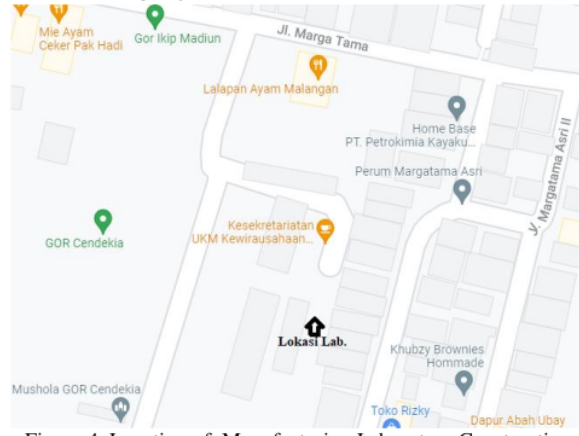 Mie Ayam
Ceker Pak Hadi
Gor Ikip Madiun
Jl. Marga Tama
Lalapan Ayam Malangan
Home Base
PT. Petrokimia Kayaku...
Perum Margatama Asri
Jl. Margatama Asri II
Kesekretariatan
UKM Kewirausahaan...
GOR Cendekia
Lokasi Lab.
Khubzy Brownies
Hommade
Mushola GOR Cendekia
Toko Rizky
Dapur Abah Ubay